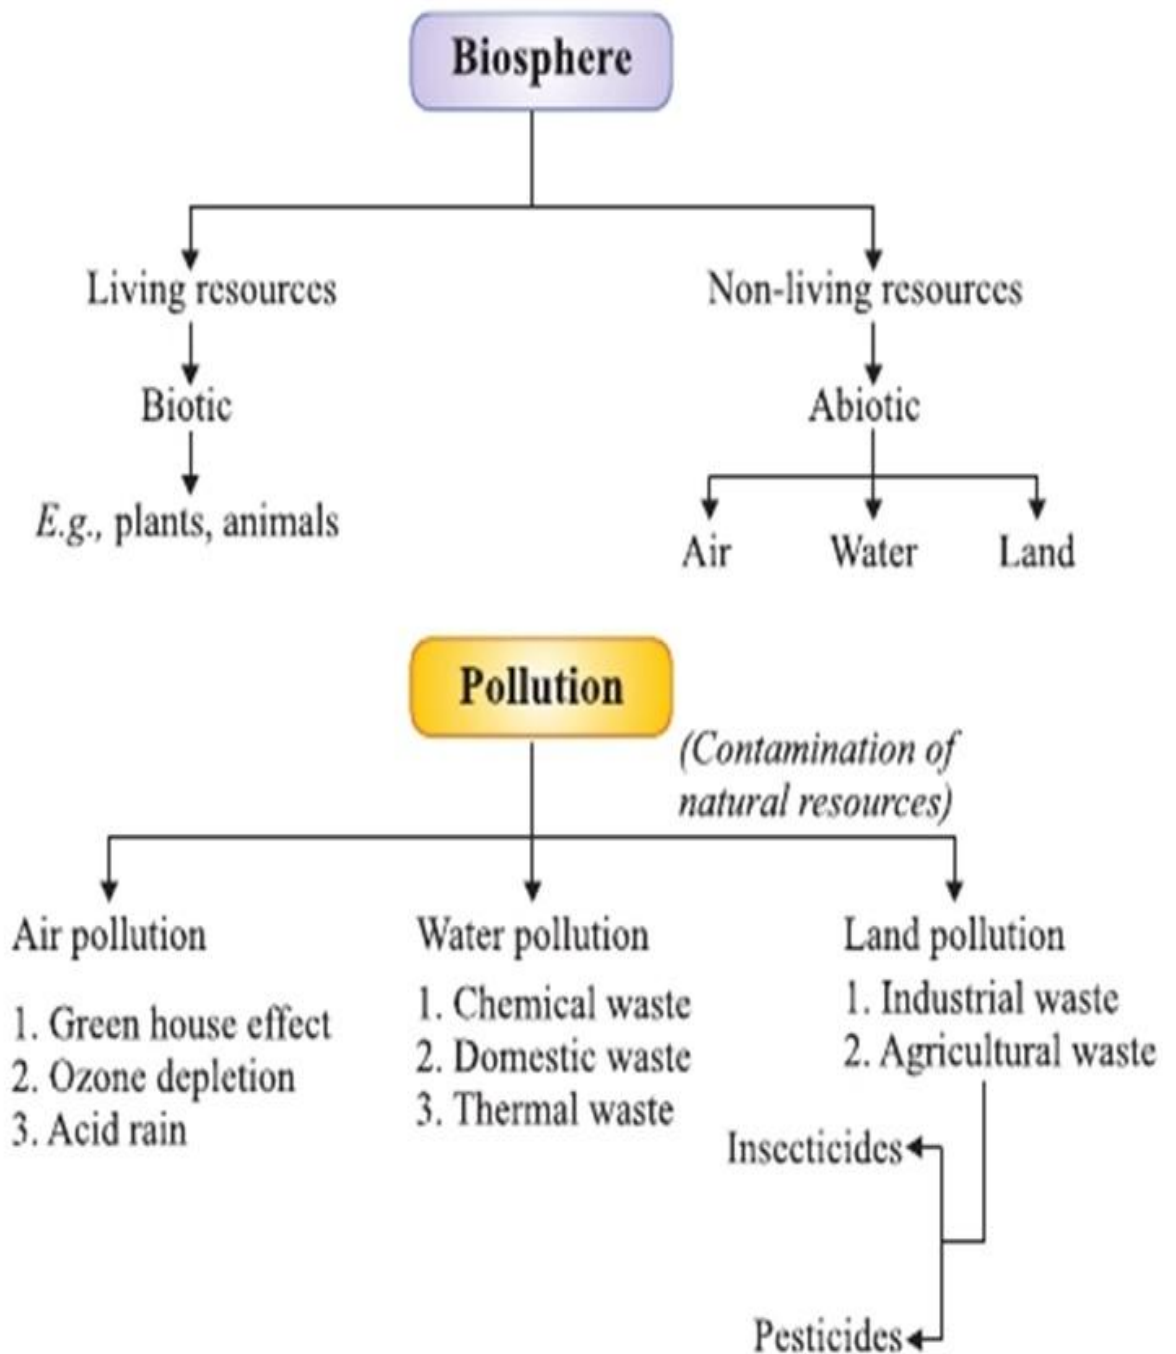 Biosphere
Living resources
Non-living resources
Biotic
Abiotic
E.g., plants, animals
Air
Water
Land
Pollution
(Contamination of
natural resources)
Air pollution
1. Green house effect
2. Ozone depletion
3. Acid rain
Water pollution
1. Chemical waste
2. Domestic waste
3. Thermal waste
Land pollution
1. Industrial waste
2. Agricultural waste
Insecticides
Pesticides